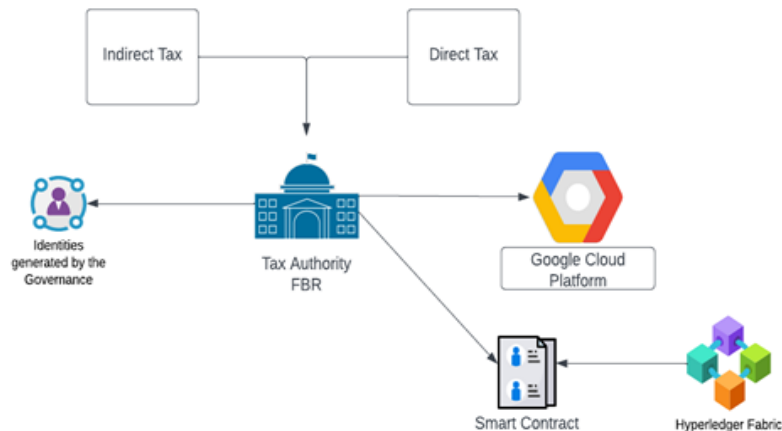 Indirect Tax
Direct Tax
Identities
generated by the
Governance
Tax Authority
FBR
Google Cloud
Platform
Smart Contract
Hyperledger Fabric